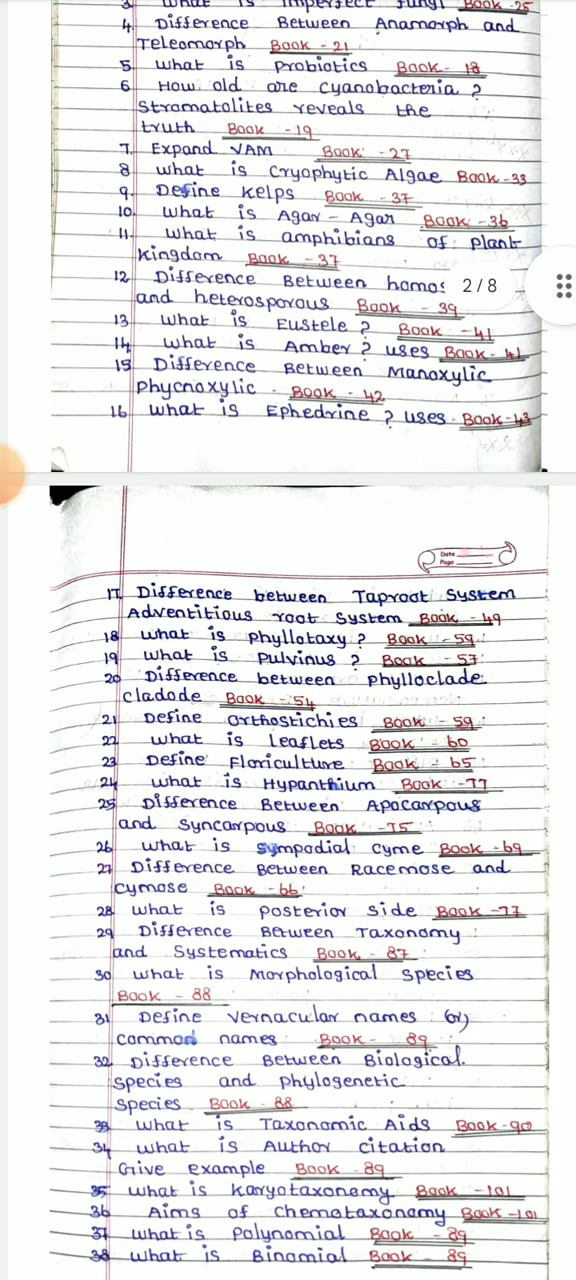 3. What is Imperfect fungi Book -25
4. Difference Between Anamorph and
Teleomorph Book -21
5. what is Probiotics Book - 18
6 How old are Cyanobacteria ?
Stromatolites reveals the
truth Book -19
7. Expand VAM Book -27
8 what is Cryophytic Algae Book-33
9. Define Kelps Book -37
10. What is Agar - Agar Book -36
11. What is amphibians of plant
Kingdom Book -37
12 Difference Between homos
2 / 8
and heterosporous Book - 39
13 What is Eustele ? Book -41
14. What is Amber ? uses Book- 41
15 Difference Between Manoxylic
Phycnoxylic - Book - 42
16 What is Ephedrine ? uses - Book-43
Date
Page
17. Difference between Taproot System
Adventitious root System Book - 49
18 What is phyllotaxy ? Book -59
19 What is Pulvinus ? Book - 57
20 Difference between phylloclade
cladode Book - 54
21 Define Orthostichies Book - 59
22 What is Leaflets Book - 60
23 Define Floriculture Book - 65
24 What is Hypanthium Book -77
25 Difference Between Apocarpous
and Syncarpous Book -75
26 What is Sympodial Cyme Book -69
27 Difference Between Racemose and
Cymose Book -66
28 What is posterior side Book -77
29 Difference Between Taxonomy
and Systematics Book - 87
30 What is Morphological Species
Book - 88
31 Define Vernacular names (or)
common names Book - 89
32 Difference Between Biological
Species and Phylogenetic
Species Book - 88
33 What is Taxonomic Aids Book-90
34 What is Author citation
Give example Book - 89
35 What is Karyotaxonomy Book -101
36 Aims of Chemotaxonomy Book -101
37 What is Polynomial Book - 89
38 What is Binomial Book - 89